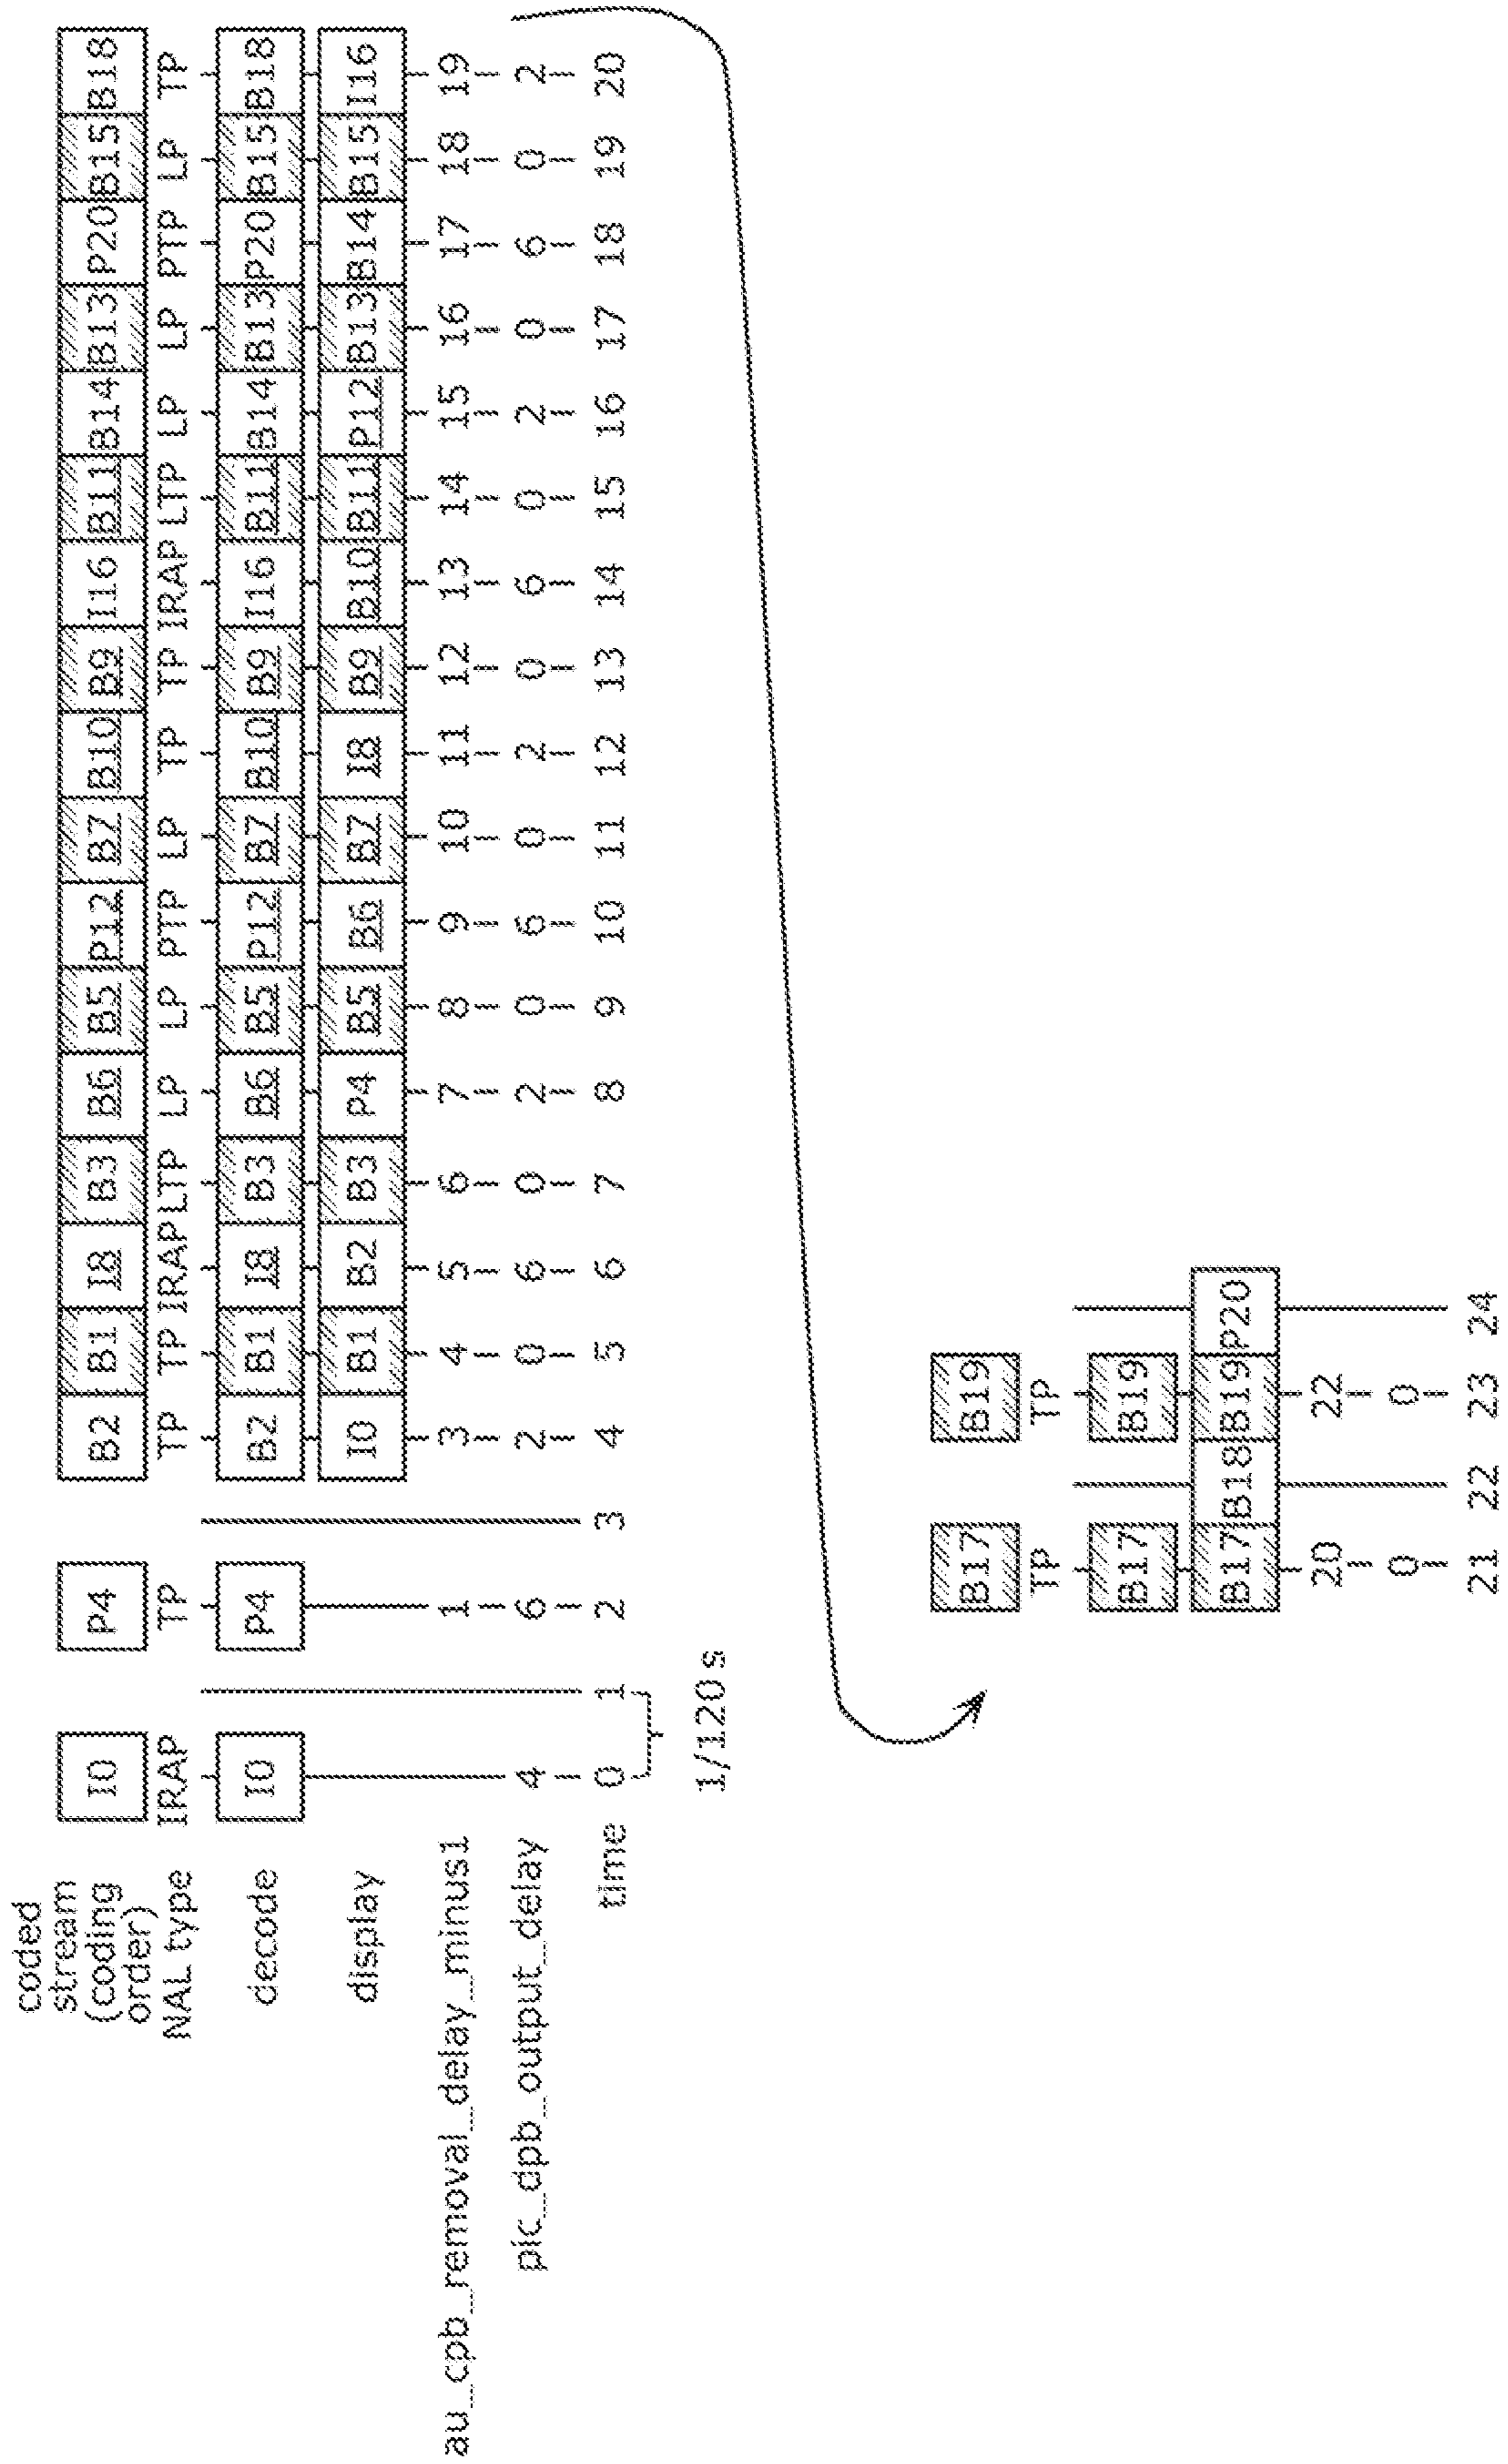 coded
stream
(coding
order)
I0 P4 B2 B1 I8 B3 B6 B5 P12 B7 B10 B9 I16 B11 B14 B13 P20 B15 B18
NAL type IRAP TP TP TP IRAP LTP LP LP PTP LP TP TP IRAP LTP LP LP PTP LP TP
decode I0 P4 B2 B1 I8 B3 B6 B5 P12 B7 B10 B9 I16 B11 B14 B13 P20 B15 B18
display I0 B1 B2 B3 P4 B5 B6 B7 I8 B9 B10 B11 P12 B13 B14 B15 I16
au_cpb_removal_delay_minus1 1 3 4 5 6 7 8 9 10 11 12 13 14 15 16 17 18 19
pic_dpb_output_delay 4 6 2 0 6 0 2 0 6 0 2 0 6 0 2 0 6 0 2
time 0 1 2 3 4 5 6 7 8 9 10 11 12 13 14 15 16 17 18 19 20
1/120 s
B17 B19
TP TP
B17 B19
B17 B18 B19 P20
20 22
0 0
21 22 23 24